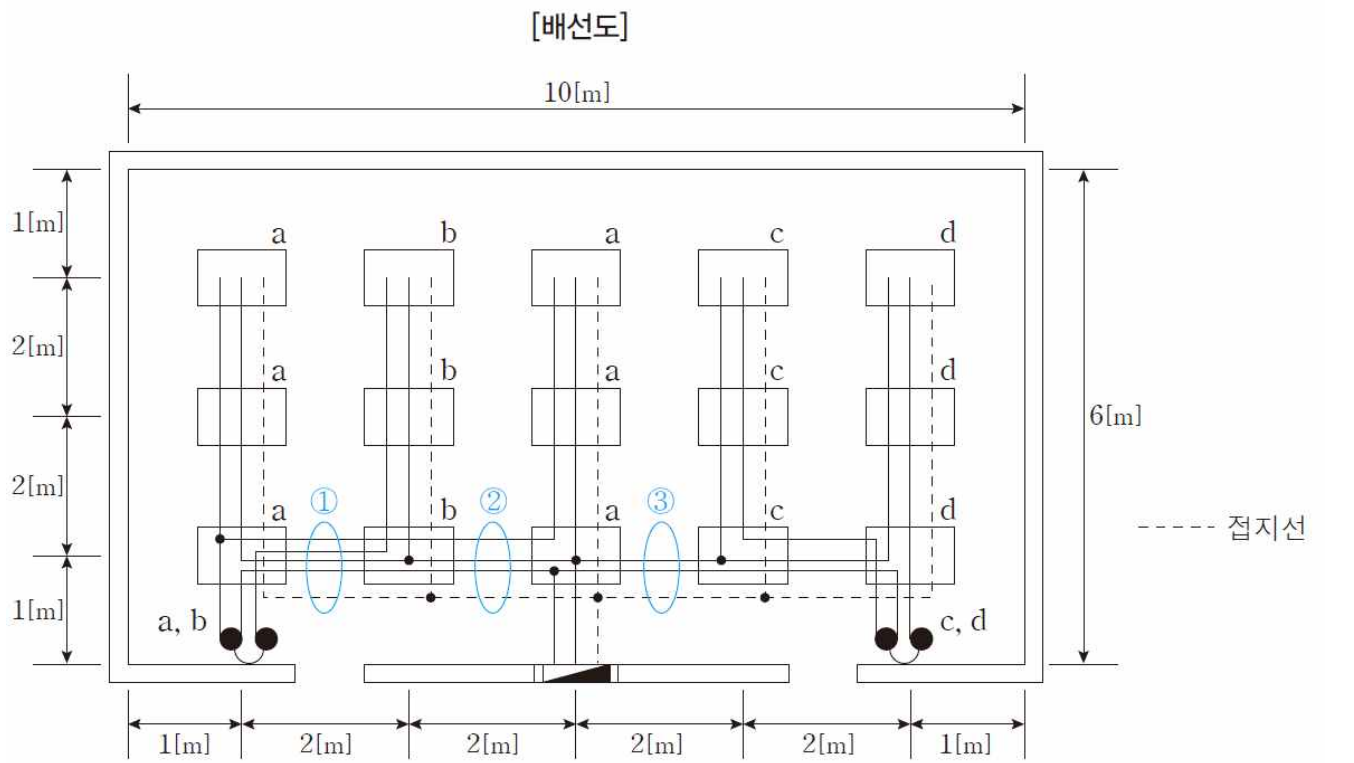 [배선도]
10[m]
1[m]
a b a c d
2[m]
a b a c d
6[m]
2[m]
① ② ③
a b a c d
접지선
1[m]
a, b
c, d
1[m] 2[m] 2[m] 2[m] 2[m] 1[m]